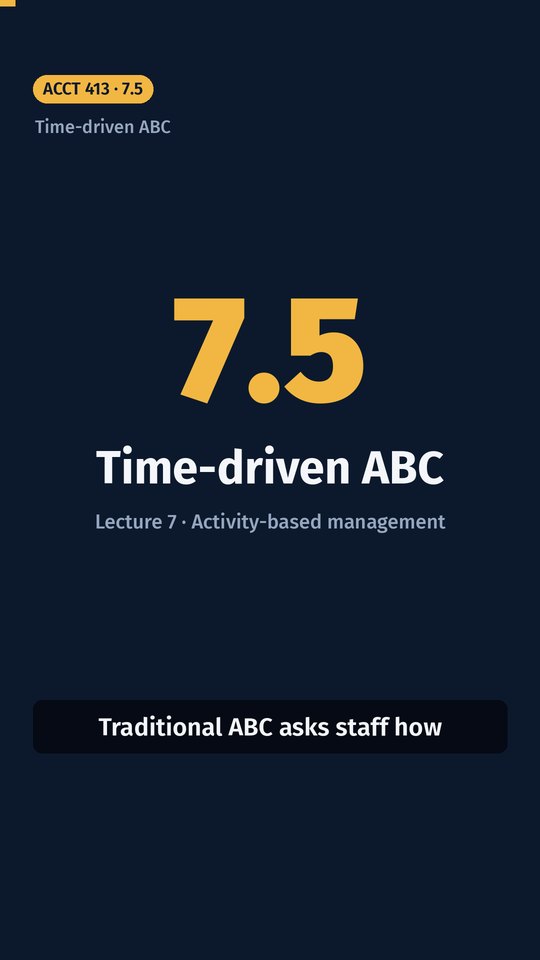 ACCT 413 · 7.5
Time-driven ABC
7.5
Time-driven ABC
Lecture 7 · Activity-based management
Traditional ABC asks staff how